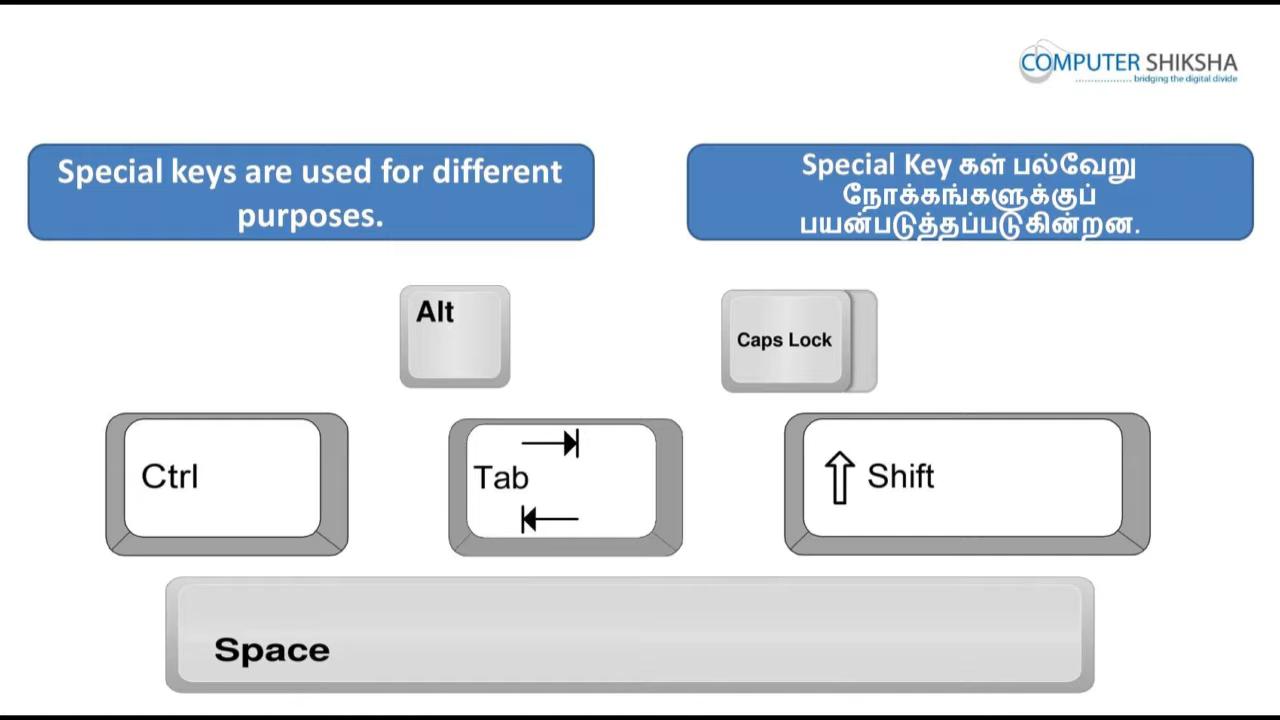 COMPUTER SHIKSHA
bridging the digital divide
Special keys are used for different
purposes.
Special Key கள் பல்வேறு
நோக்கங்களுக்குப்
பயன்படுத்தப்படுகின்றன.
Alt
Caps Lock
Ctrl
Tab
Shift
Space